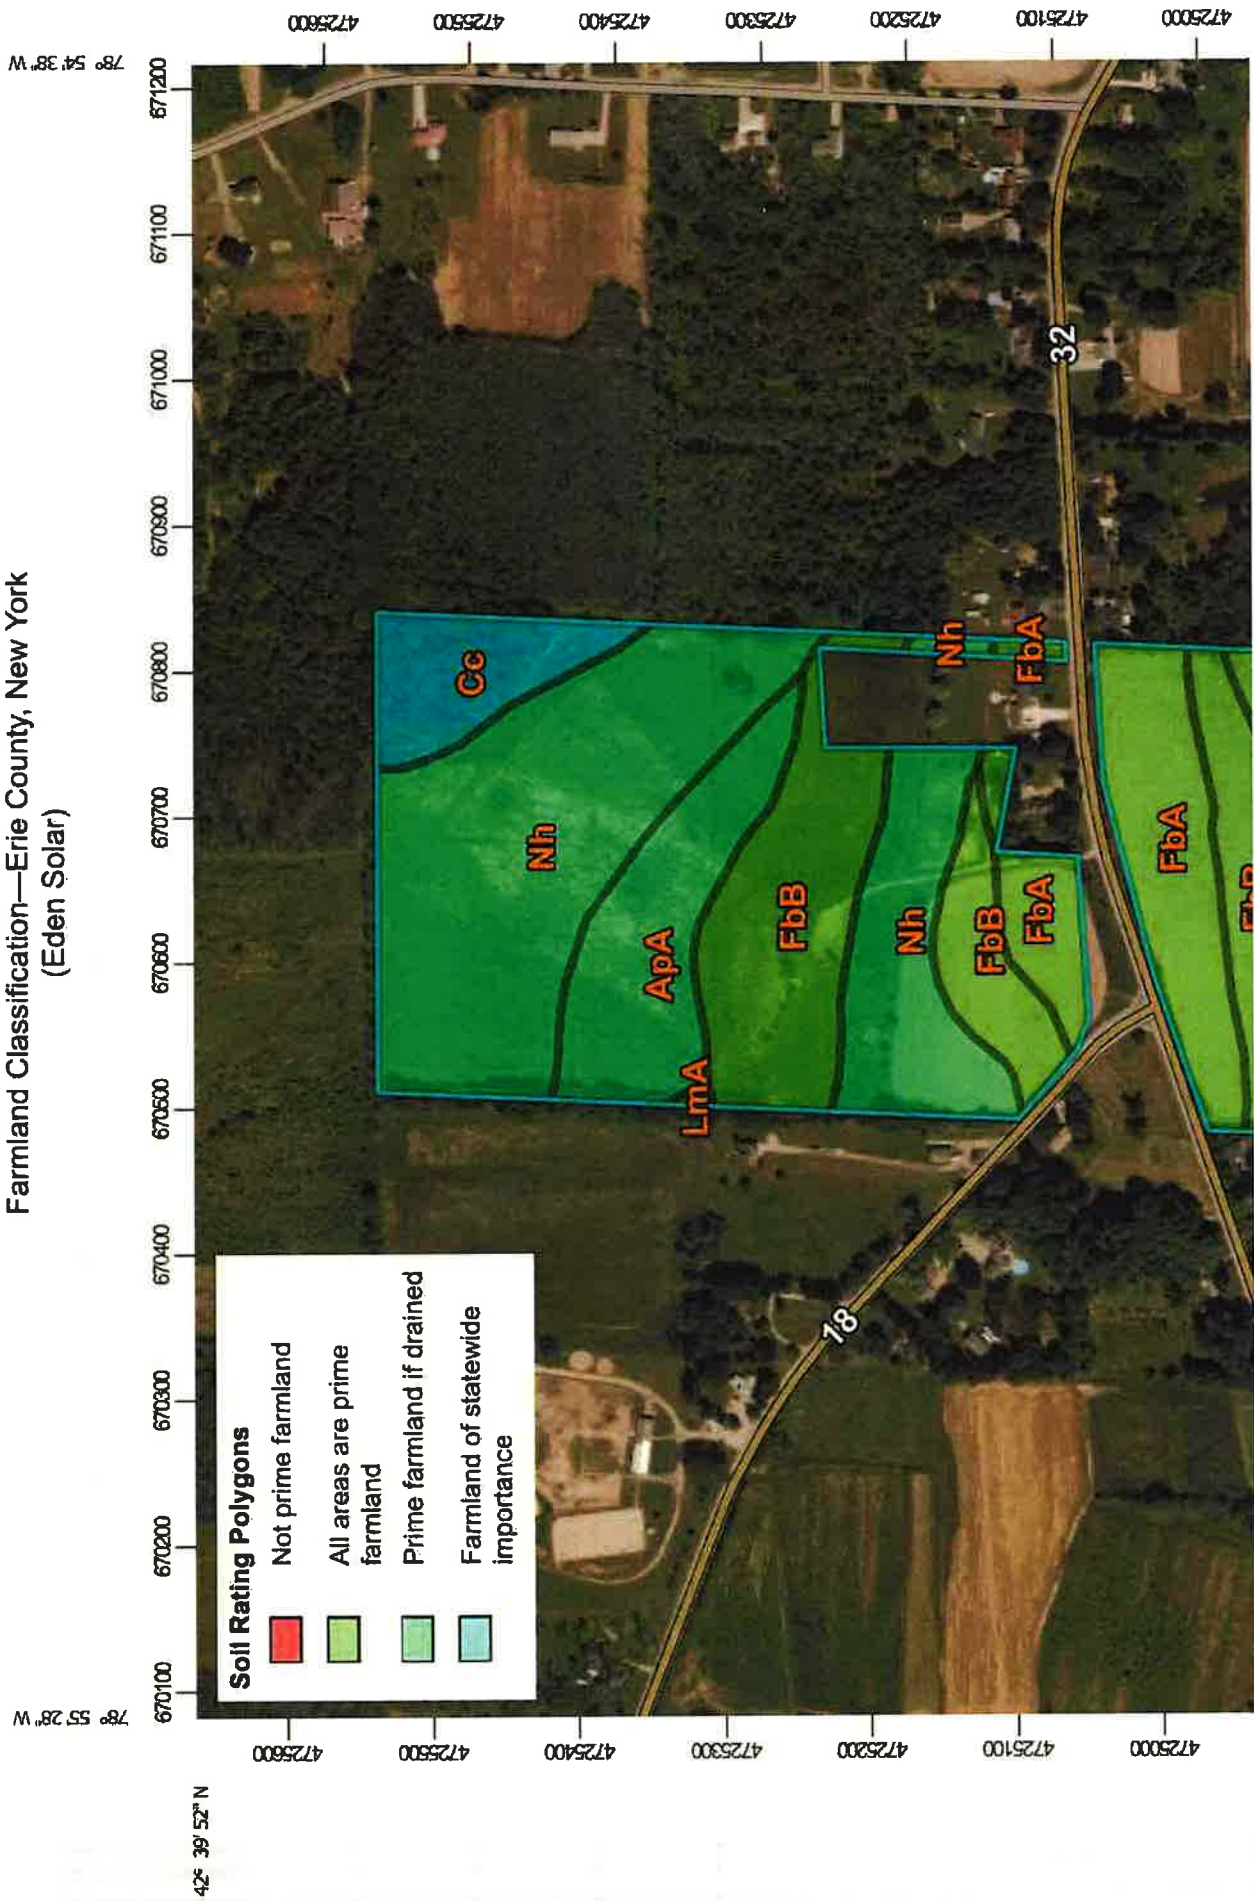 Farmland Classification—Erie County, New York
(Eden Solar)
78° 55' 28" W
78° 54' 38" W
42° 39' 52" N
670100
670200
670300
670400
670500
670600
670700
670800
670900
671000
671100
671200
4725600
4725500
4725400
4725300
4725200
4725100
4725000
4725600
4725500
4725400
4725300
4725200
4725100
4725000
Soil Rating Polygons
Not prime farmland
All areas are prime
farmland
Prime farmland if drained
Farmland of statewide
importance
Cc
Nh
ApA
LmA
FbB
Nh
Nh
FbB
FbA
FbA
FbA
18
32